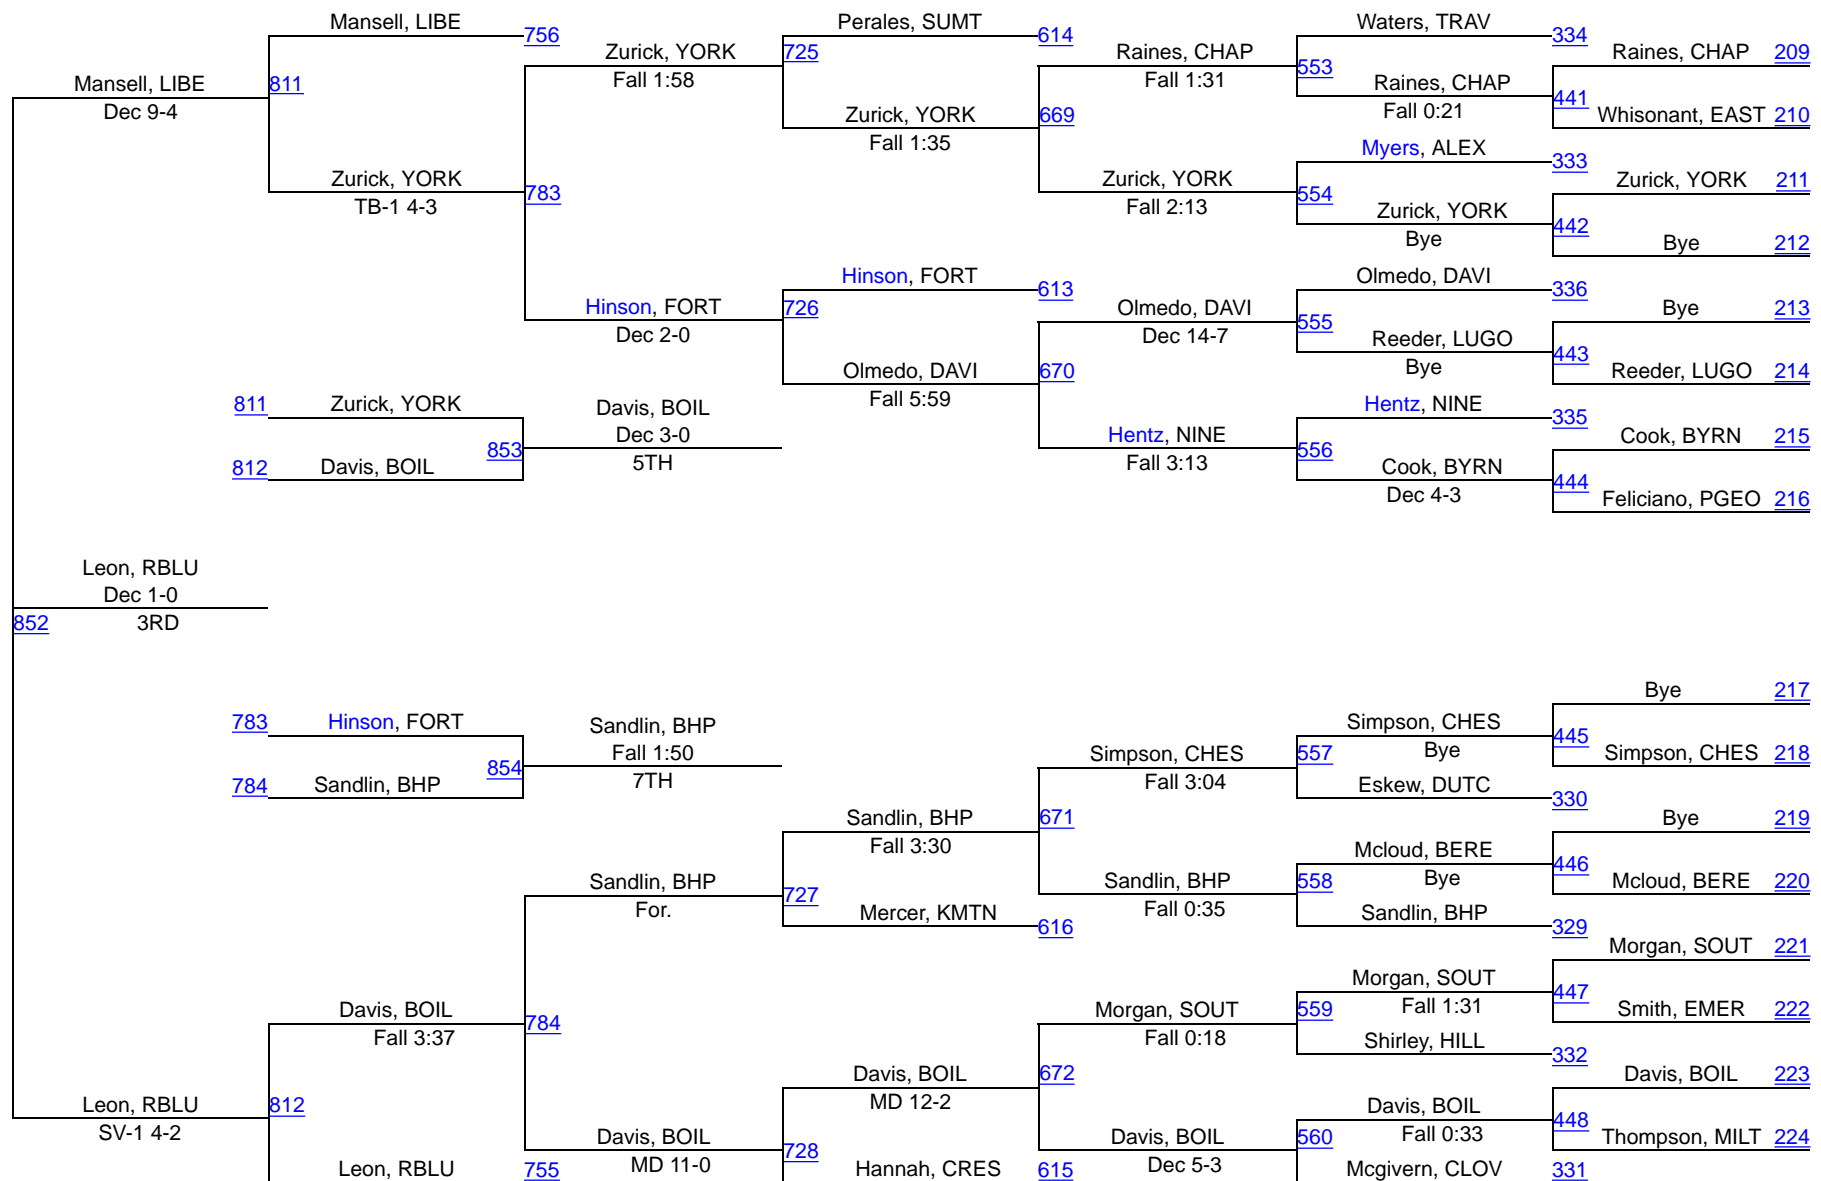 Mansell, LIBE
756
Perales, SUMT
614
Waters, TRAV
334
Zurick, YORK
Fall 1:58
725
Raines, CHAP
Fall 1:31
553
Raines, CHAP 209
Mansell, LIBE
Dec 9-4
811
Raines, CHAP
Fall 0:21
441
Whisonant, EAST 210
Zurick, YORK
Fall 1:35
669
Myers, ALEX
333
Zurick, YORK
TB-1 4-3
783
Zurick, YORK
Fall 2:13
554
Zurick, YORK 211
Zurick, YORK
Bye
442
Bye 212
Hinson, FORT
613
Olmedo, DAVI
336
Hinson, FORT
Dec 2-0
726
Olmedo, DAVI
Dec 14-7
555
Bye 213
Reeder, LUGO
Bye
443
Reeder, LUGO 214
Olmedo, DAVI
Fall 5:59
670
811 Zurick, YORK
Davis, BOIL
Dec 3-0
5TH
853
812 Davis, BOIL
Hentz, NINE
335
Hentz, NINE
Fall 3:13
556
Cook, BYRN 215
Cook, BYRN
Dec 4-3
444
Feliciano, PGEO 216
Leon, RBLU
Dec 1-0
3RD
852
Bye 217
783 Hinson, FORT
Sandlin, BHP
Fall 1:50
7TH
854
784 Sandlin, BHP
Simpson, CHES
Bye
445
Simpson, CHES
Fall 3:04
557
Simpson, CHES 218
Eskew, DUTC
330
Sandlin, BHP
Fall 3:30
671
Bye 219
Mcloud, BERE
Bye
446
Sandlin, BHP
For.
727
Sandlin, BHP
Fall 0:35
558
Mcloud, BERE 220
Mercer, KMTN
616
Sandlin, BHP
329
Morgan, SOUT 221
Morgan, SOUT
Fall 1:31
447
Davis, BOIL
Fall 3:37
784
Morgan, SOUT
Fall 0:18
559
Smith, EMER 222
Shirley, HILL
332
Davis, BOIL
MD 12-2
672
Davis, BOIL 223
Leon, RBLU
SV-1 4-2
812
Davis, BOIL
Fall 0:33
448
Davis, BOIL
MD 11-0
728
Davis, BOIL
Dec 5-3
560
Thompson, MILT 224
Leon, RBLU
755
Hannah, CRES
615
Mcgivern, CLOV
331